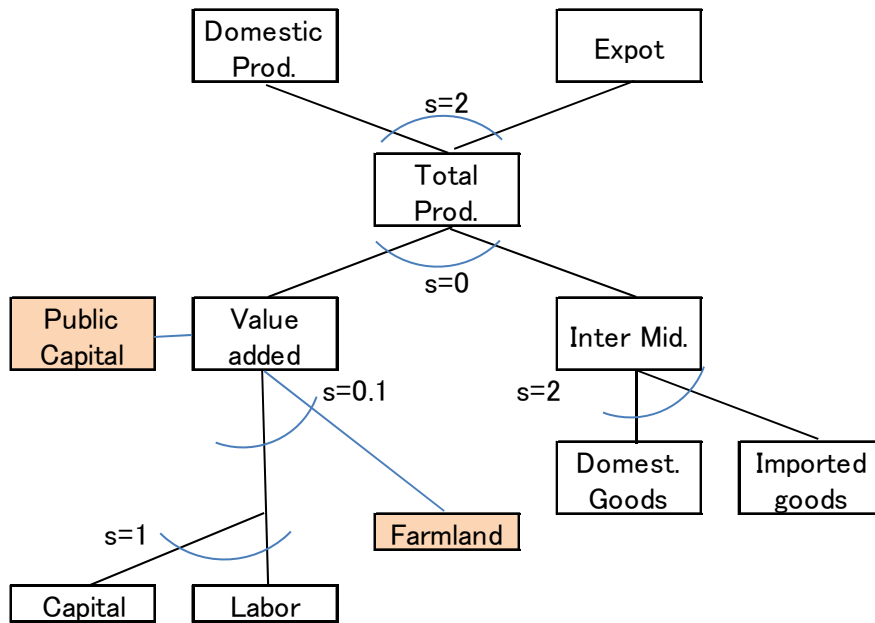 Domestic
Prod.
Expot
s=2
Total
Prod.
s=0
Public
Capital
Value
added
Inter Mid.
s=0.1
s=2
Domest.
Goods
Imported
goods
s=1
Farmland
Capital
Labor